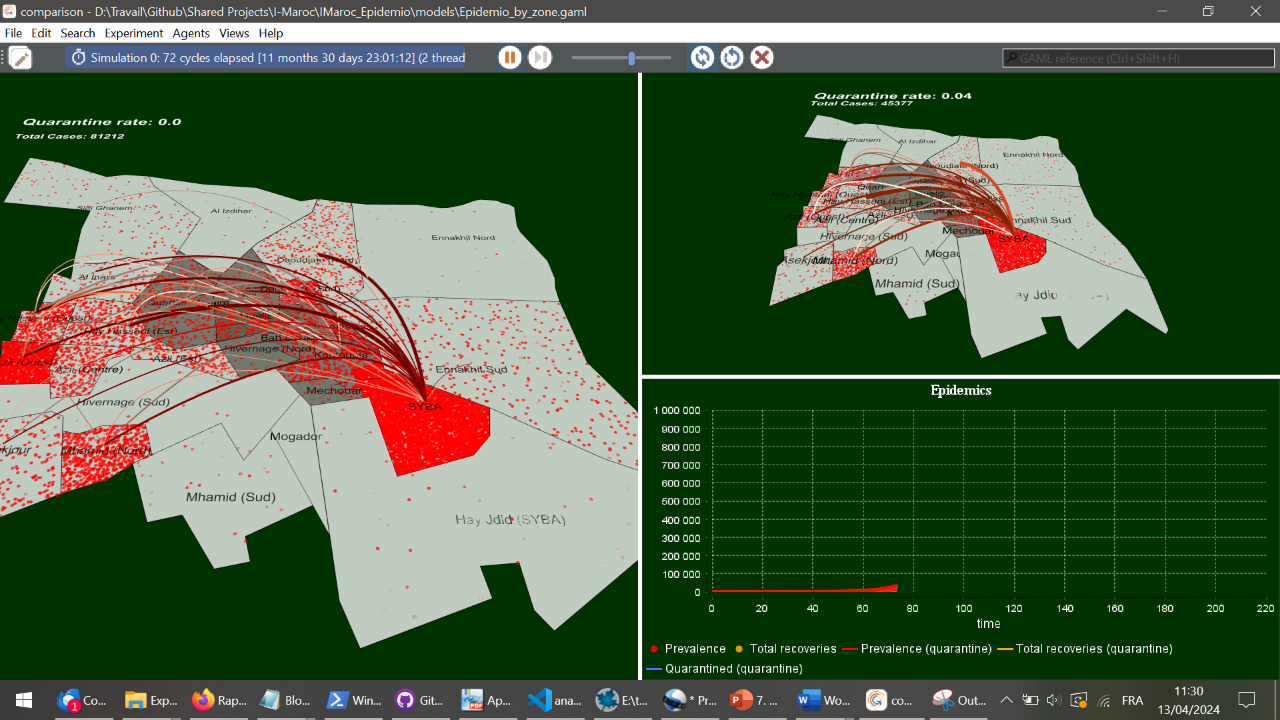 comparison - D:\Travail\Github\Shared Projects\I-Maroc\IMaroc_Epidemio\models\Epidemio_by_zone.gaml
File Edit Search Experiment Agents Views Help
Simulation 0: 72 cycles elapsed [11 months 30 days 23:01:12] (2 thread
GAML reference (Ctrl+Shift+H)
Quarantine rate: 0.0
Total Cases: 81212
Sidi Ghanem
Al Izdihar
Ennakhil Nord
Daoudiate (Nord)
Al Inara
Hay Hassani (Est)
Hivernage (Nord)
Azli (Est)
Azli (Centre)
Ennakhil Sud
Hivernage (Sud)
Mechouar
SYBA
Mogador
Mhamid (Nord)
Mhamid (Sud)
Hay Jdid (SYBA)
Quarantine rate: 0.04
Total Cases: 45377
Sidi Ghanem
Al Izdihar
Ennakhil Nord
Hay Hassani (Est)
Hivernage (Sud)
SYBA
Mhamid (Nord)
Mhamid (Sud)
Epidemics
1 000 000
900 000
800 000
700 000
600 000
500 000
400 000
300 000
200 000
100 000
0
0 20 40 60 80 100 120 140 160 180 200 220
time
Prevalence Total recoveries Prevalence (quarantine) Total recoveries (quarantine)
Quarantined (quarantine)
1 Co... Exp... Rap... Blo... Win... Git... Ap... ana... E:\t... * Pr... 7. ... Wo... co... Out... FRA
11:30
13/04/2024